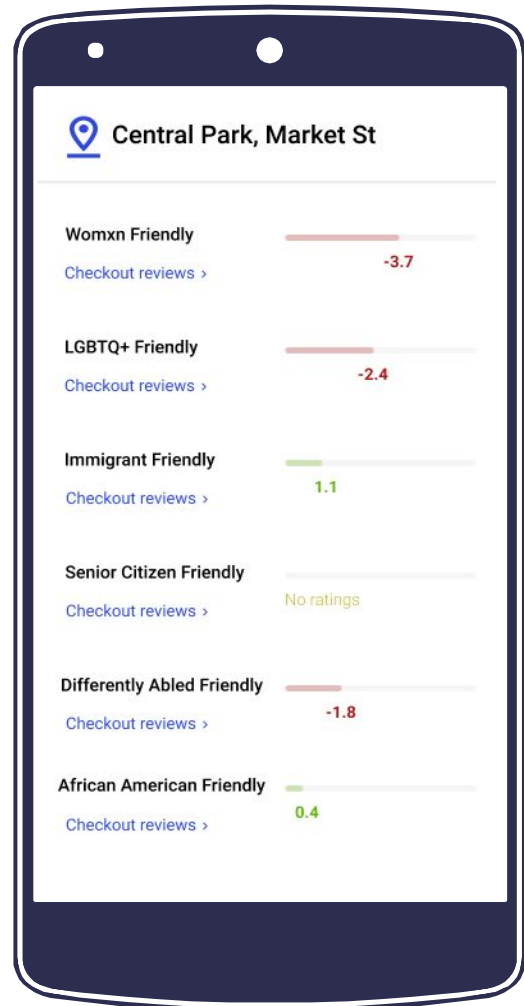 Central Park, Market St
Womxn Friendly
-3.7
Checkout reviews ›
LGBTQ+ Friendly
-2.4
Checkout reviews ›
Immigrant Friendly
1.1
Checkout reviews ›
Senior Citizen Friendly
No ratings
Checkout reviews ›
Differently Abled Friendly
-1.8
Checkout reviews ›
African American Friendly
0.4
Checkout reviews ›